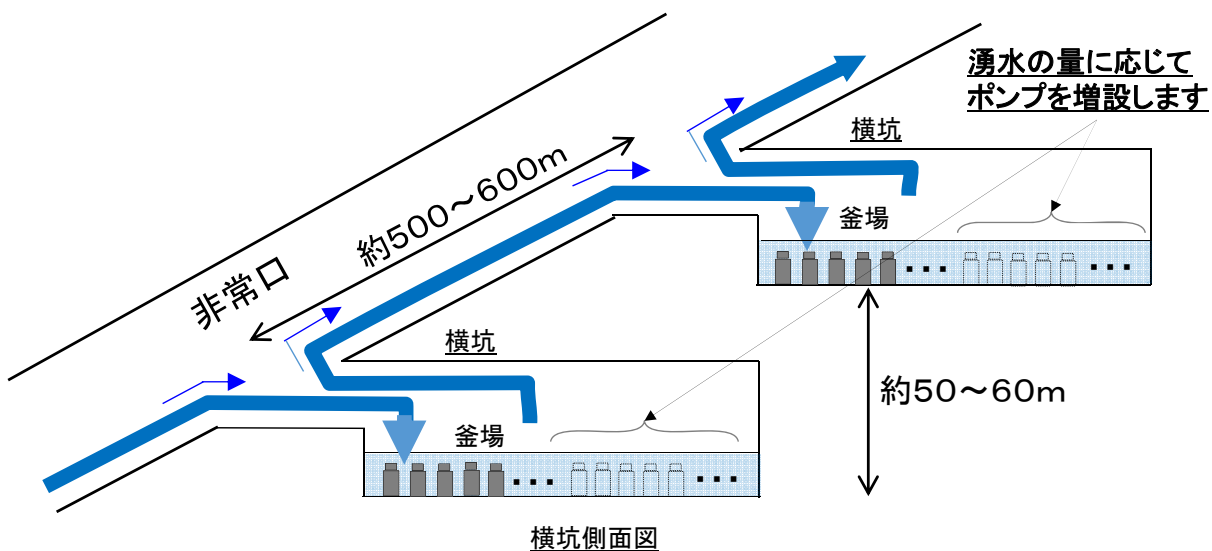 湧水の量に応じて
ポンプを増設します
横坑
約500～600m
釜場
非常口
横坑
約50～60m
釜場
横坑側面図